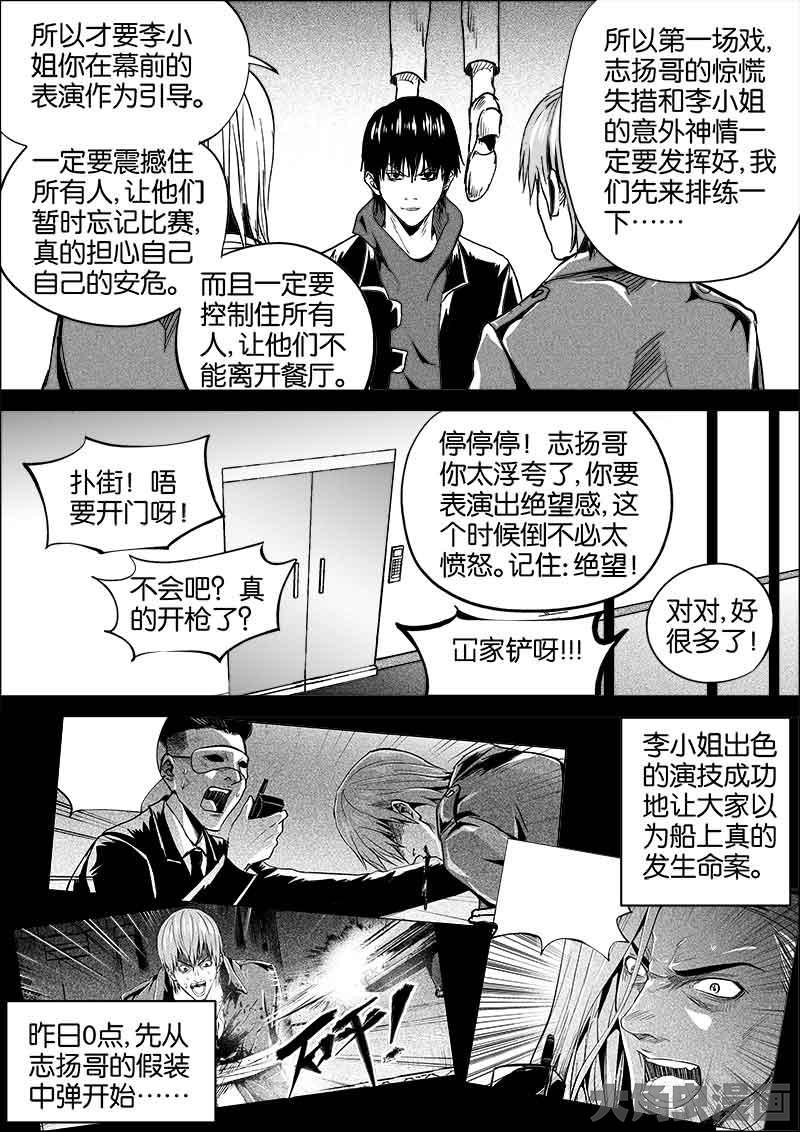 所以才要李小
姐你在幕前的
表演作为引导。
一定要震撼住
所有人,让他们
暂时忘记比赛,
真的担心自己
自己的安危。
而且一定要
控制住所有
人,让他们不
能离开餐厅。
所以第一场戏,
志扬哥的惊慌
失措和李小姐
的意外神情一
定要发挥好,我
们先来排练一
下……
扑街!唔
要开门呀!
不会吧?真
的开枪了?
停停停!志扬哥
你太浮夸了,你要
表演出绝望感,这
个时候倒不必太
愤怒。记住:绝望!
冚家铲呀!!!
对对,好
很多了!
李小姐出色
的演技成功
地让大家以
为船上真的
发生命案。
昨日0点,先从
志扬哥的假装
中弹开始……
砰!
大角虫漫画